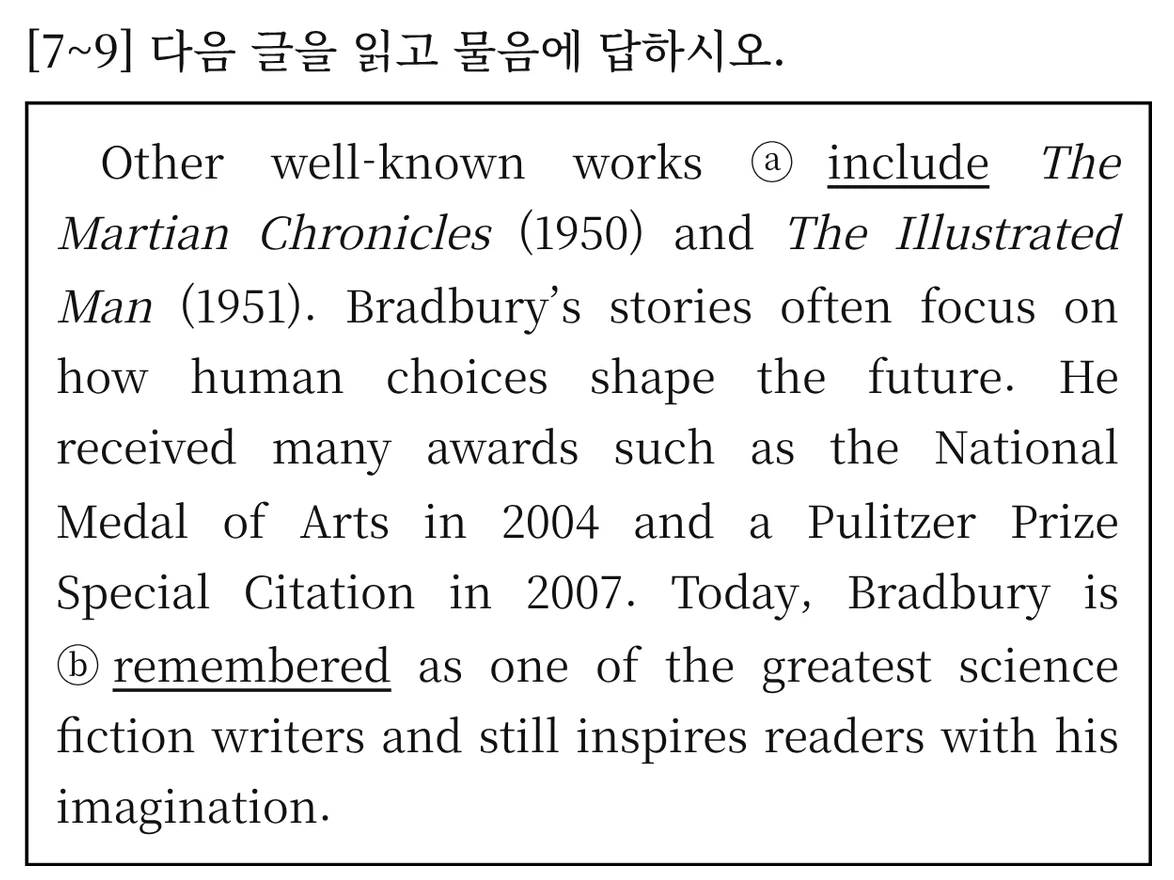 [7~9] 다음 글을 읽고 물음에 답하시오.
Other well-known works ⓐ include The
Martian Chronicles (1950) and The Illustrated
Man (1951). Bradbury’s stories often focus on
how human choices shape the future. He
received many awards such as the National
Medal of Arts in 2004 and a Pulitzer Prize
Special Citation in 2007. Today, Bradbury is
ⓑ remembered as one of the greatest science
fiction writers and still inspires readers with his
imagination.